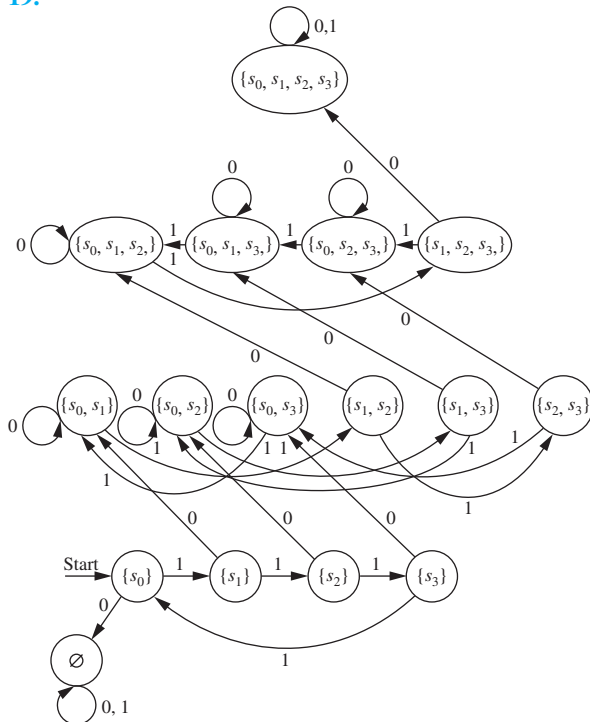 19.
0,1
{s0, s1, s2, s3}
0
0 0
0 {s0, s1, s2,} 1 {s0, s1, s3,} 1 {s0, s2, s3,} 1 {s1, s2, s3,}
1
0
0
0
0 0
{s0, s1} {s0, s2} {s0, s3} {s1, s2} {s1, s3} {s2, s3}
0
1 1 1 1 1
1 1
0 0 0
Start {s0} 1 {s1} 1 {s2} 1 {s3}
0
1
∅
0, 1